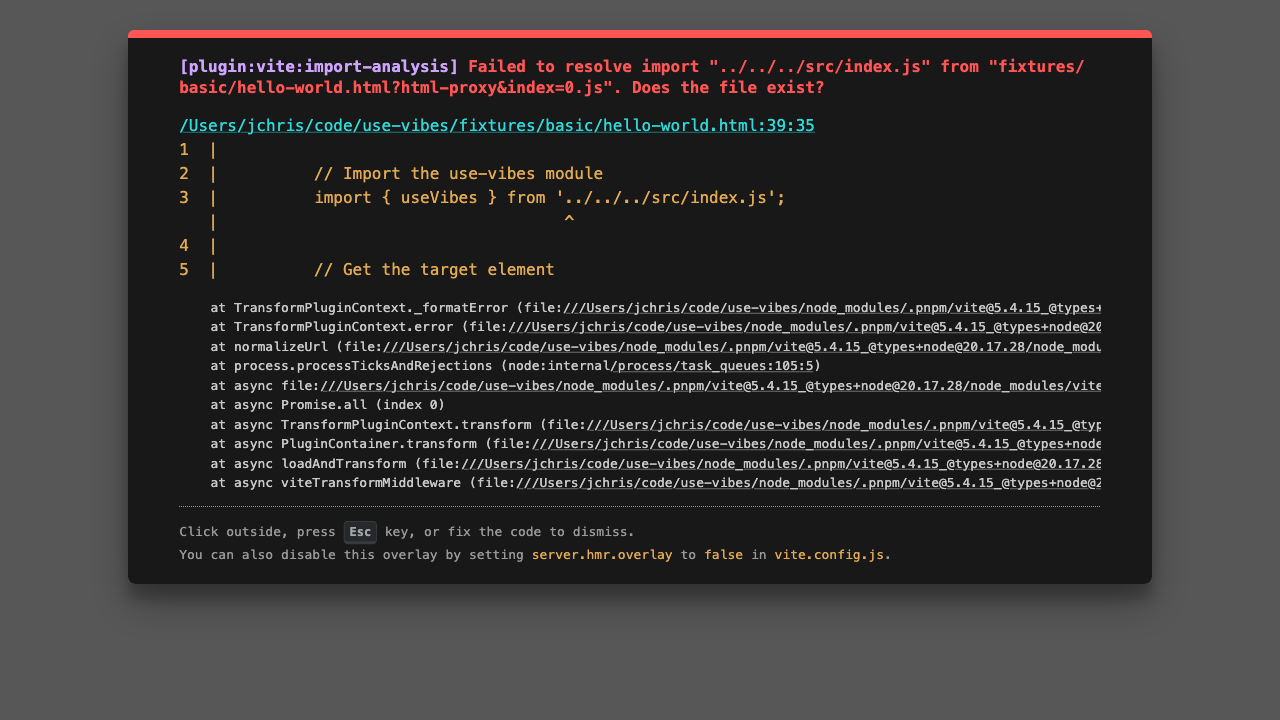 [plugin:vite:import-analysis] Failed to resolve import "../../../src/index.js" from "fixtures/
basic/hello-world.html?html-proxy&index=0.js". Does the file exist?
/Users/jchris/code/use-vibes/fixtures/basic/hello-world.html:39:35
1  |
2  |          // Import the use-vibes module
3  |          import { useVibes } from '../../../src/index.js';
   |                                    ^
4  |
5  |          // Get the target element
at TransformPluginContext._formatError (file:///Users/jchris/code/use-vibes/node_modules/.pnpm/vite@5.4.15_@types+
at TransformPluginContext.error (file:///Users/jchris/code/use-vibes/node_modules/.pnpm/vite@5.4.15_@types+node@20
at normalizeUrl (file:///Users/jchris/code/use-vibes/node_modules/.pnpm/vite@5.4.15_@types+node@20.17.28/node_modu
at process.processTicksAndRejections (node:internal/process/task_queues:105:5)
at async file:///Users/jchris/code/use-vibes/node_modules/.pnpm/vite@5.4.15_@types+node@20.17.28/node_modules/vite
at async Promise.all (index 0)
at async TransformPluginContext.transform (file:///Users/jchris/code/use-vibes/node_modules/.pnpm/vite@5.4.15_@typ
at async PluginContainer.transform (file:///Users/jchris/code/use-vibes/node_modules/.pnpm/vite@5.4.15_@types+node
at async loadAndTransform (file:///Users/jchris/code/use-vibes/node_modules/.pnpm/vite@5.4.15_@types+node@20.17.28
at async viteTransformMiddleware (file:///Users/jchris/code/use-vibes/node_modules/.pnpm/vite@5.4.15_@types+node@2
Click outside, press Esc key, or fix the code to dismiss.
You can also disable this overlay by setting server.hmr.overlay to false in vite.config.js.